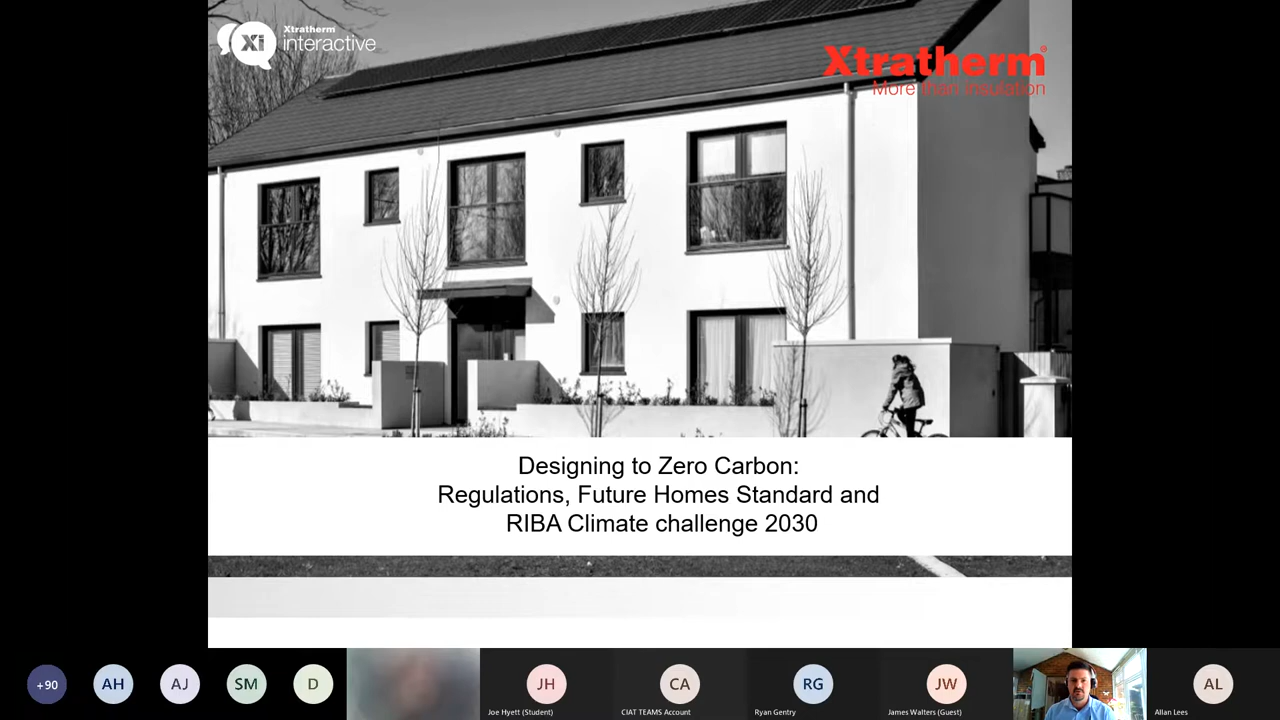 Xi
Xtratherm
interactive
Xtratherm®
More than insulation
Designing to Zero Carbon:
Regulations, Future Homes Standard and
RIBA Climate challenge 2030
+90
AH
AJ
SM
D
JH
Joe Hyett (Student)
CA
CIAT TEAMS Account
RG
Ryan Gentry
JW
James Walters (Guest)
AL
Allan Lees